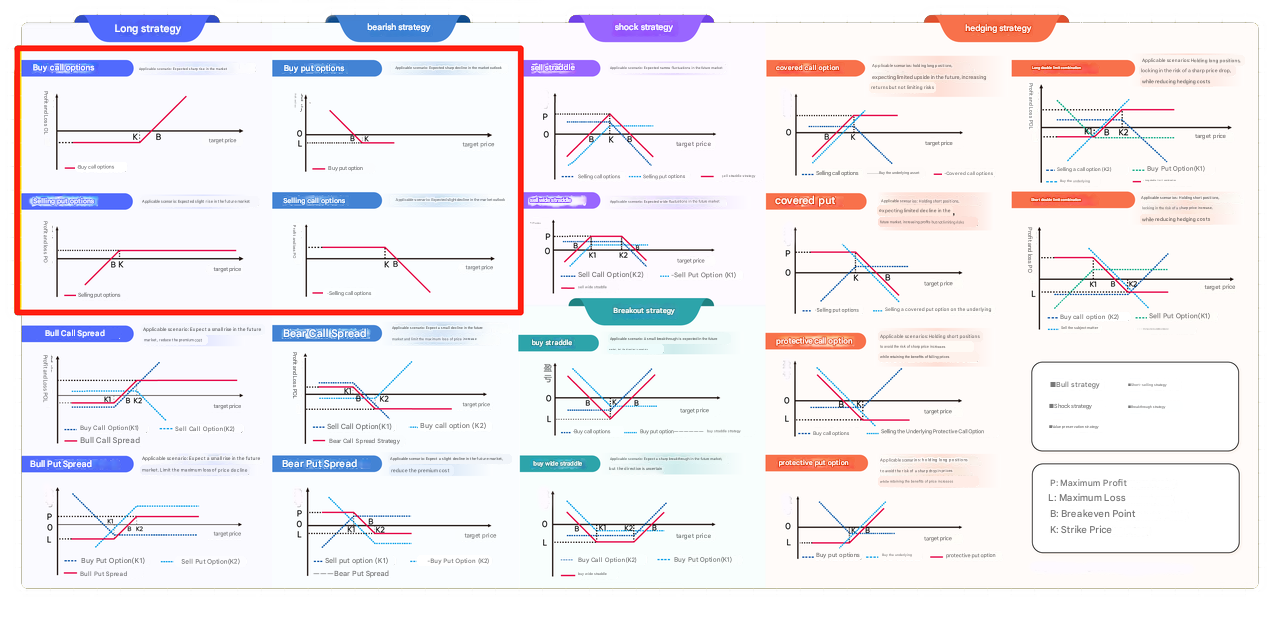 Long strategy
bearish strategy
shock strategy
hedging strategy
Buy call options
Applicable scenario: Expected sharp rise in the market
Profit and Loss OL
K
B
target price
Buy call options
Buy put options
Applicable scenario: Expected sharp decline in the market outlook
O
L
B
K
target price
Buy put option
sell straddle
Applicable scenario: Expected narrow fluctuations in the future market
P
O
B
K
B
target price
Selling call options
Selling put options
sell straddle strategy
covered call option
Applicable scenarios: holding long positions,
expecting limited upside in the future, increasing
returns but not limiting risks
P
O
B
K
target price
Selling call options
Buy the underlying asset
-Covered call options
Long double limit combination
Applicable scenarios: Holding long positions,
locking in the risk of a sharp price drop,
while reducing hedging costs
Profit and Loss POL
K1
B
K2
target price
Selling a call option (K2)
Buy Put Option(K1)
Buy the underlying
Selling put options
Applicable scenario: Expected slight rise in the future market
Profit and loss PO
B K
target price
Selling put options
Selling call options
Applicable scenario: Expected slight decline in the market outlook
Profit and loss PO
K B
target price
-Selling call options
sell wide straddle
Applicable scenario: Expected wide fluctuations in the future market
P
O
B
B
K1
K2
target price
Sell Call Option(K2)
-Sell Put Option (K1)
sell wide straddle
covered put
Applicable scenarios: holding short positions,
expecting limited decline in the
future market, increasing profits but not limiting risks
P
O
K
B
target price
-Selling put options
Selling a covered put option on the underlying
Short double limit combination
Applicable scenarios: Holding short positions,
locking in the risk of a sharp price increase,
while reducing hedging costs
Profit and loss PO
L
K1
B
K2
target price
Buy call option (K2)
Sell Put Option(K1)
Sell the subject matter
Breakout strategy
Bull Call Spread
Applicable scenario: Expect a small rise in the future
market, reduce the premium cost
Profit and Loss POL
K1
B
K2
target price
Buy Call Option(K1)
Sell Call Option(K2)
Bull Call Spread
Bear Call Spread
Applicable scenario: Expect a small decline in the future
market and limit the maximum loss of price increase
Profit and Loss POL
K1
B
K2
target price
Sell call option(K1)
Buy call option (K2)
Bear Call Spread Strategy
buy straddle
Applicable scenario: A small breakthrough is expected in the future
O
L
B
K
B
target price
Buy call options
Buy put option
buy straddle strategy
protective call option
Applicable scenarios: Holding short positions
to avoid the risk of sharp price increases
while retaining the benefits of falling prices
O
L
B
K
target price
Buy call options
Selling the Underlying Protective Call Option
Bull strategy
Short-selling strategy
Shock strategy
Breakthrough strategy
Value preservation strategy
Bull Put Spread
Applicable scenario: Expect a small rise in the future
market. Limit the maximum loss of price decline
P
O
L
K1
B
K2
target price
Buy Put Option(K1)
Sell Put Option(K2)
Bull Put Spread
Bear Put Spread
Applicable scenario: Expect a slight decline in the future market,
reduce the premium cost
P
O
L
K1
B
K2
target price
Sell put option (K1)
-Buy Put Option (K2)
Bear Put Spread
buy wide straddle
Applicable scenario: Expect a sharp breakthrough in the future market.
but the direction is uncertain
O
L
B
K1
K2
B
target price
Buy Call Option(K2)
Buy Put Option(K1)
buy wide straddle
protective put option
Applicable scenarios: holding long positions
to avoid the risk of a sharp drop in prices
while retaining the benefits of price increases
O
L
K
B
target price
Buy put options
Buy the underlying
protective put option
P: Maximum Profit
L: Maximum Loss
B: Breakeven Point
K: Strike Price